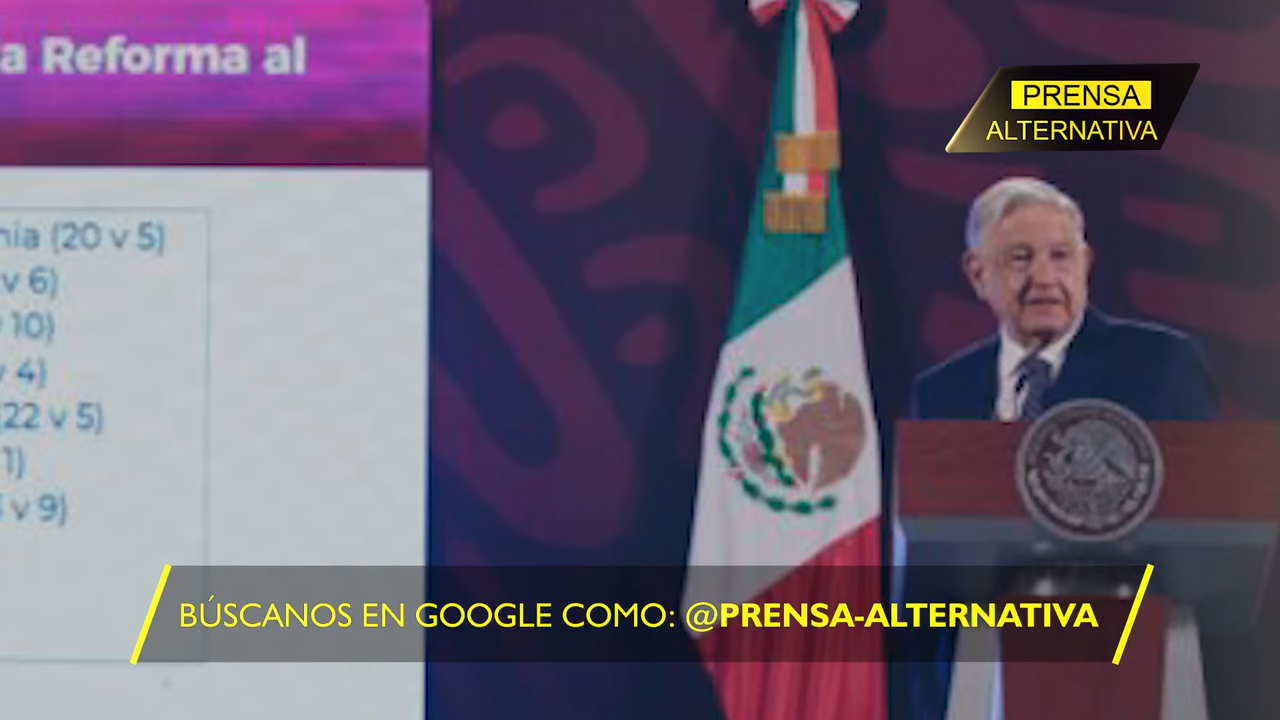 a Reforma al
nia (20 v 5)
v 6)
10)
4)
(22 v 5)
1)
v 9)
PRENSA
ALTERNATIVA
BÚSCANOS EN GOOGLE COMO: @PRENSA-ALTERNATIVA